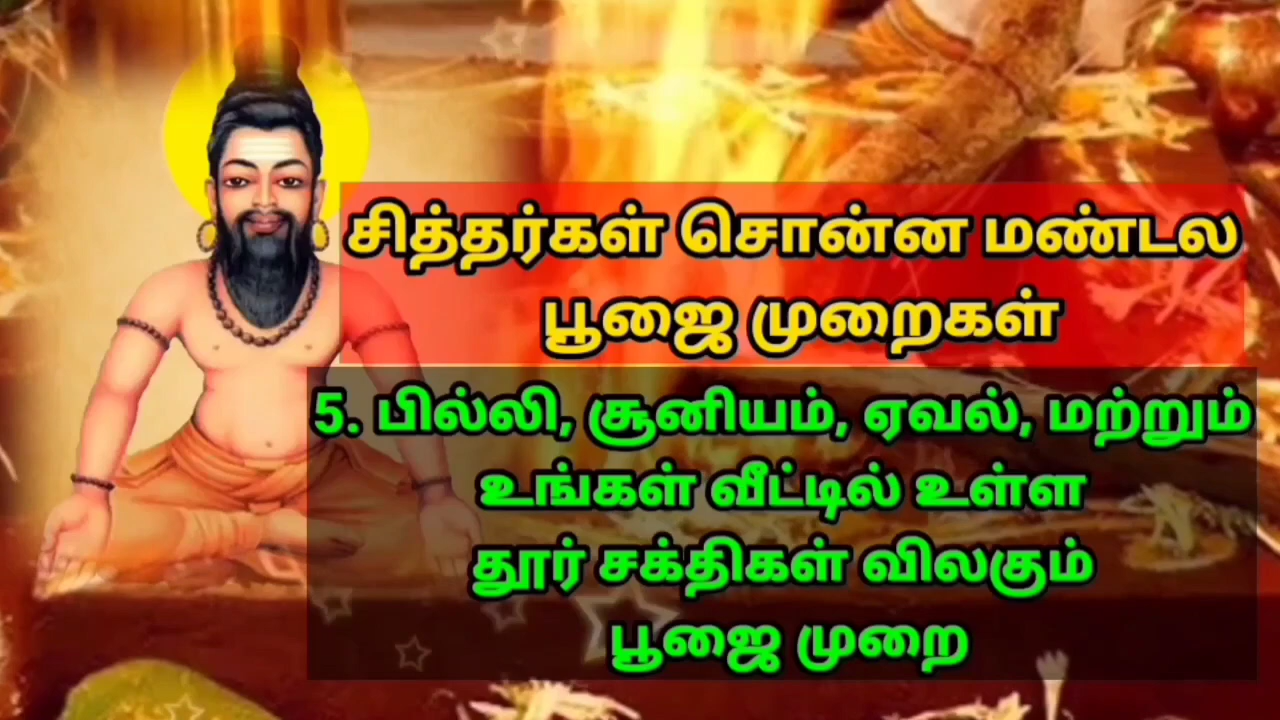 சித்தர்கள் சொன்ன மண்டல
பூஜை முறைகள்
5. பில்லி, சூனியம், ஏவல், மற்றும்
உங்கள் வீட்டில் உள்ள
தூர் சக்திகள் விலகும்
பூஜை முறை